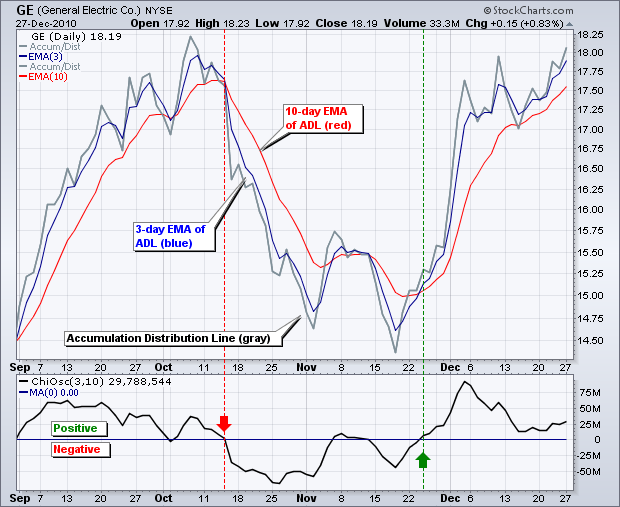 GE (General Electric Co.) NYSE © StockCharts.com
27-Dec-2010 Open 17.92 High 18.23 Low 17.92 Close 18.19 Volume 33.3M Chg +0.15 (+0.83%)
GE (Daily) 18.19
Accum/Dist
EMA(3)
Accum/Dist
EMA(10)
18.25
18.00
17.75
17.50
17.25
17.00
16.75
16.50
16.25
16.00
15.75
15.50
15.25
15.00
14.75
14.50
10-day EMA
of ADL (red)
3-day EMA of
ADL (blue)
Accumulation Distribution Line (gray)
Sep 7 13 20 27 Oct 11 18 25 Nov 8 15 22 Dec 6 13 20 27
ChiOsc(3,10) 29,788,544
MA(0) 0.00
Positive
Negative
75M
50M
25M
0
-25M
-50M
Sep 7 13 20 27 Oct 11 18 25 Nov 8 15 22 Dec 6 13 20 27